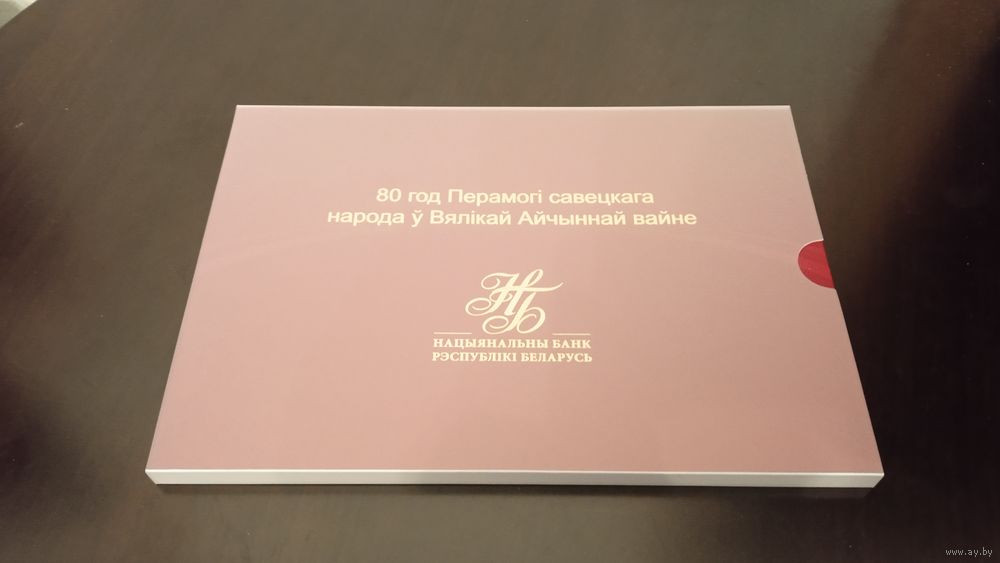 80 год Перамогі савецкага
народа ў Вялікай Айчыннай вайне
НБ
НАЦЫЯНАЛЬНЫ БАНК
РЭСПУБЛІКІ БЕЛАРУСЬ
www.ay.by